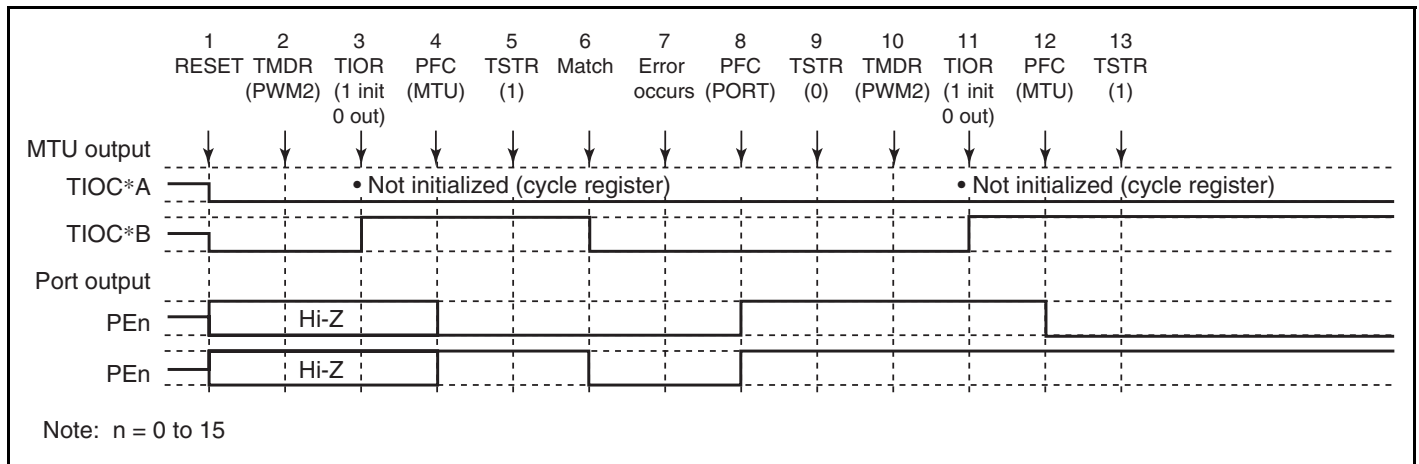 1 2 3 4 5 6 7 8 9 10 11 12 13
RESET TMDR TIOR PFC TSTR Match Error PFC TSTR TMDR TIOR PFC TSTR
(PWM2) (1 init (MTU) (1) occurs (PORT) (0) (PWM2) (1 init (MTU) (1)
0 out) 0 out)
MTU output
TIOC*A • Not initialized (cycle register) • Not initialized (cycle register)
TIOC*B
Port output
PEn Hi-Z
PEn Hi-Z
Note: n = 0 to 15